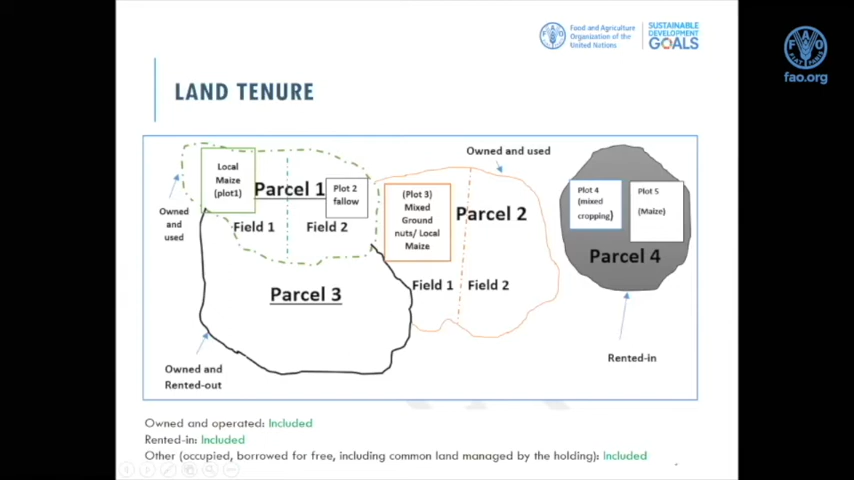 Food and Agriculture
Organization of the
United Nations
SUSTAINABLE
DEVELOPMENT
GOALS
FAO
FIAT PANIS
fao.org
LAND TENURE
Local
Maize
(plot1)
Parcel 1
Plot 2
fallow
Field 1
Field 2
Owned
and
used
Parcel 3
Owned and
Rented-out
Owned and used
(Plot 3)
Mixed
Ground
nuts/ Local
Maize
Parcel 2
Field 1
Field 2
Plot 4
(mixed
cropping)
Plot 5
(Maize)
Parcel 4
Rented-in
Owned and operated: Included
Rented-in: Included
Other (occupied, borrowed for free, including common land managed by the holding): Included